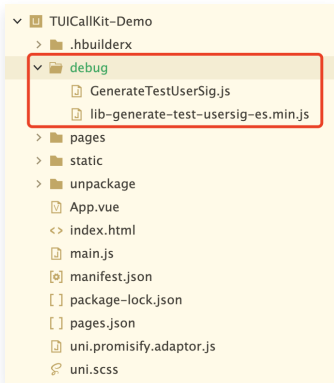 TUICallKit-Demo
.hbuilderx
debug
GenerateTestUserSig.js
lib-generate-test-usersig-es.min.js
pages
static
unpackage
App.vue
index.html
main.js
manifest.json
package-lock.json
pages.json
uni.promisify.adaptor.js
uni.scss